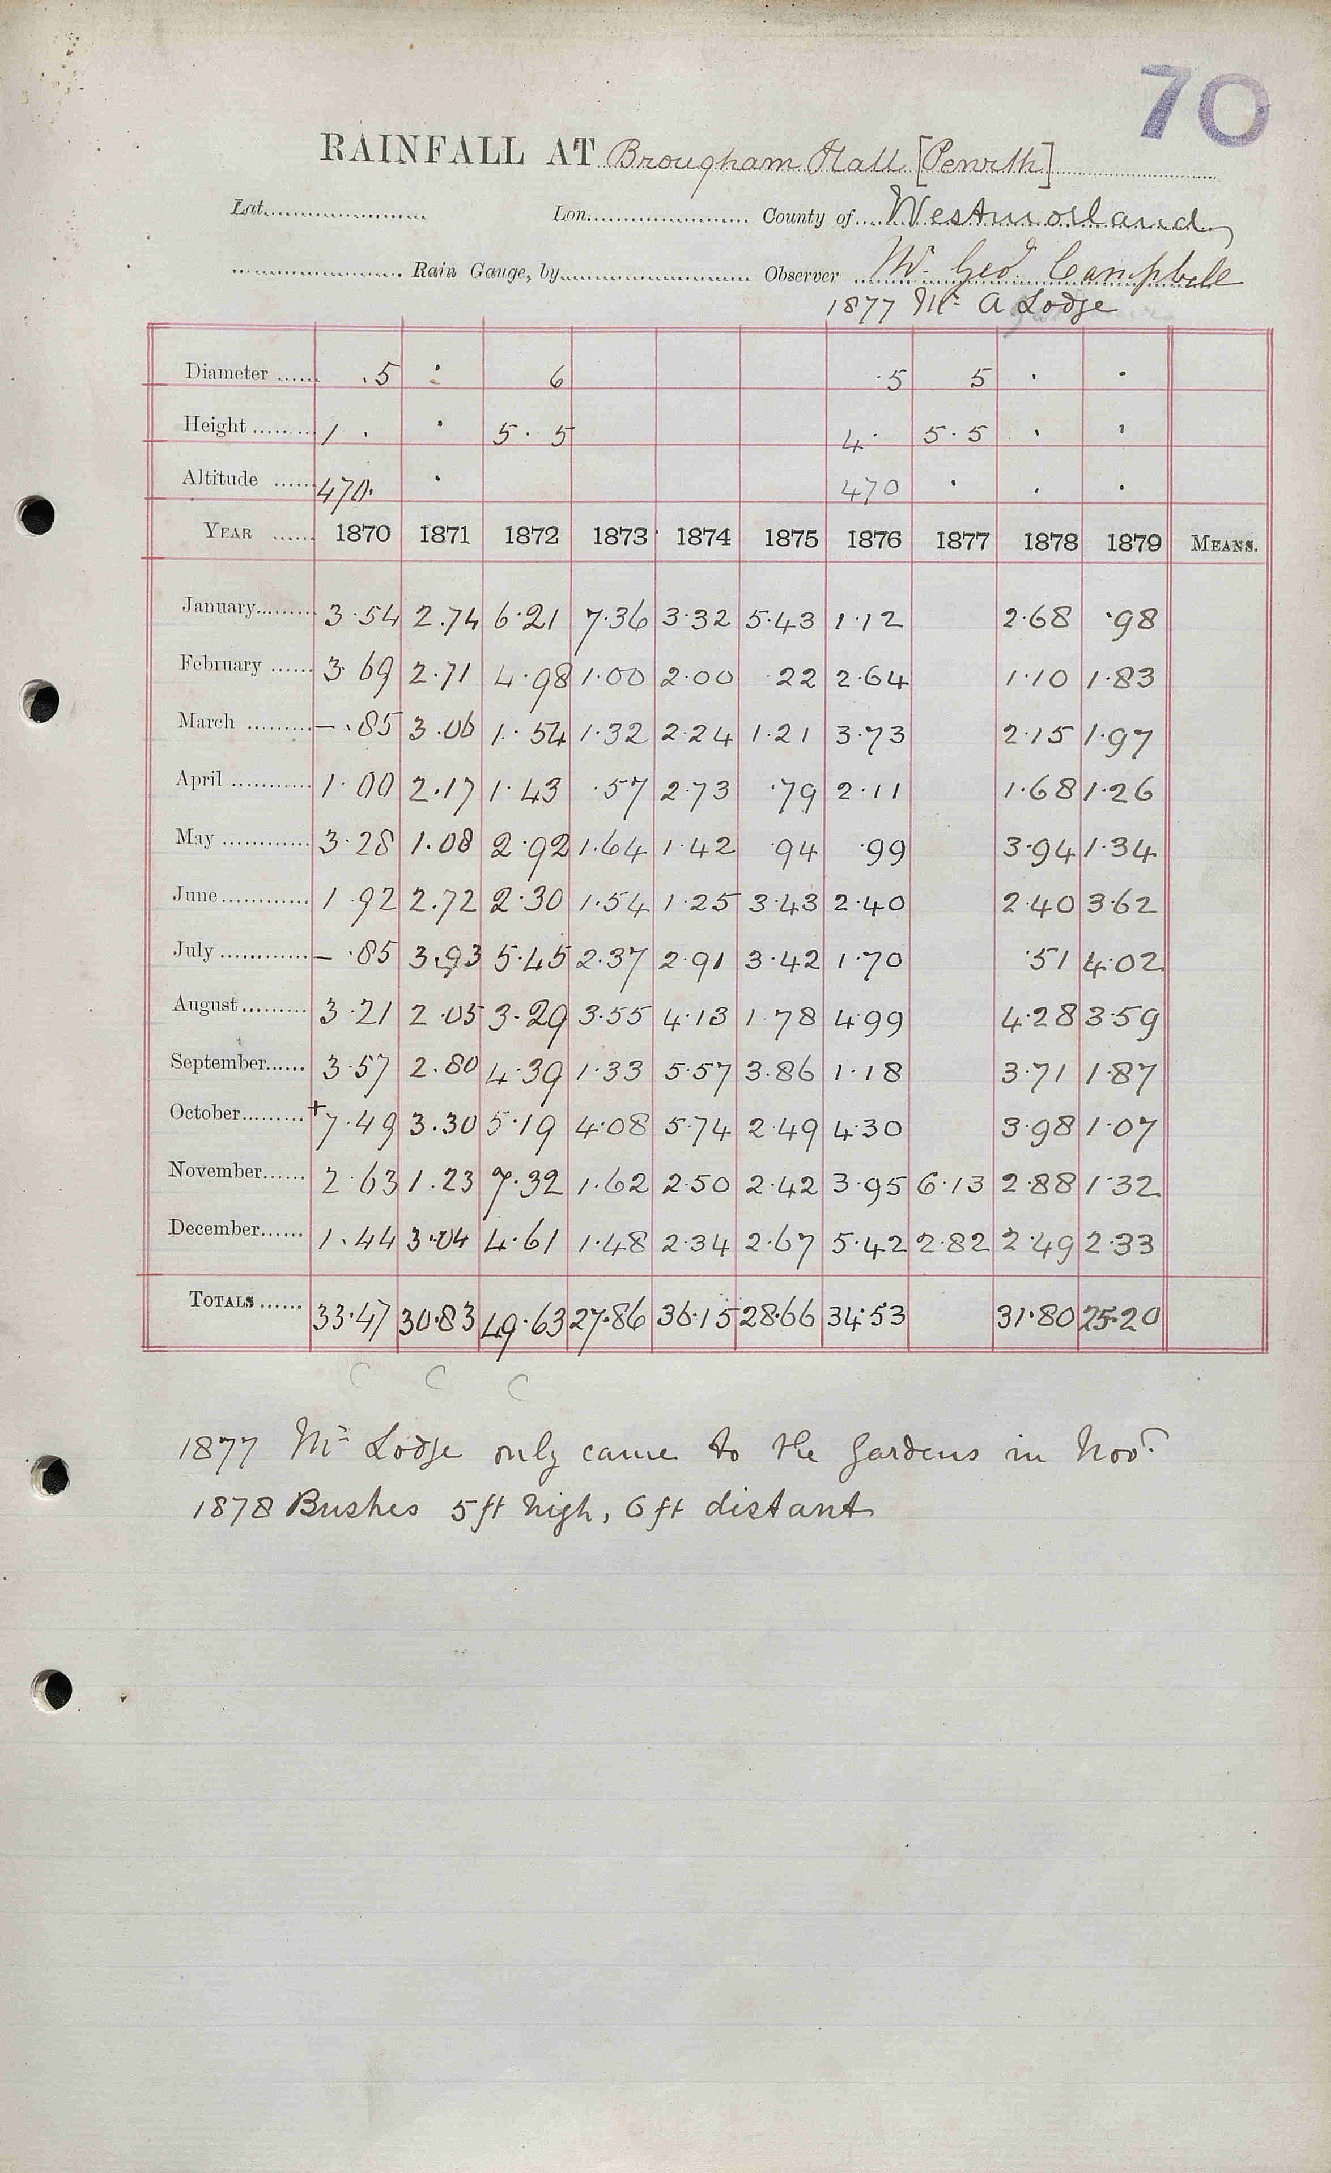 70
RAINFALL AT Brougham Hall [Penrith]
Lat. Lon. County of Westmorland
Rain Gauge, by Observer Mr. Geo. Campbell
1877 Mr. A Lodge
Diameter ...... .5 . 6 .5 5 . .
Height ...... 1 . . 5.5 4. 5.5 . .
Altitude ...... 470. . 470 . . .
YEAR ...... 1870 1871 1872 1873 1874 1875 1876 1877 1878 1879 MEANS.
January 3.54 2.74 6.21 7.36 3.32 5.43 1.12 2.68 .98
February 3.69 2.71 4.98 1.00 2.00 .22 2.64 1.10 1.83
March – .85 3.06 1.54 1.32 2.24 1.21 3.73 2.15 1.97
April 1.00 2.17 1.43 .57 2.73 .79 2.11 1.68 1.26
May 3.28 1.08 2.92 1.64 1.42 .94 .99 3.94 1.34
June 1.92 2.72 2.30 1.54 1.25 3.43 2.40 2.40 3.62
July – .85 3.93 5.45 2.37 2.91 3.42 1.70 .51 4.02
August 3.21 2.05 3.29 3.55 4.13 1.78 4.99 4.28 3.59
September 3.57 2.80 4.39 1.33 5.57 3.86 1.18 3.71 1.87
October + 7.49 3.30 5.19 4.08 5.74 2.49 4.30 3.98 1.07
November 2.63 1.23 7.32 1.62 2.50 2.42 3.95 6.13 2.88 1.32
December 1.44 3.04 4.61 1.48 2.34 2.67 5.42 2.82 2.49 2.33
TOTALS ...... 33.47 30.83 49.63 27.86 36.15 28.66 34.53 31.80 25.20
C C C
1877 Mr. Lodge only came to the gardens in Novr.
1878 Bushes 5ft high, 6ft distant